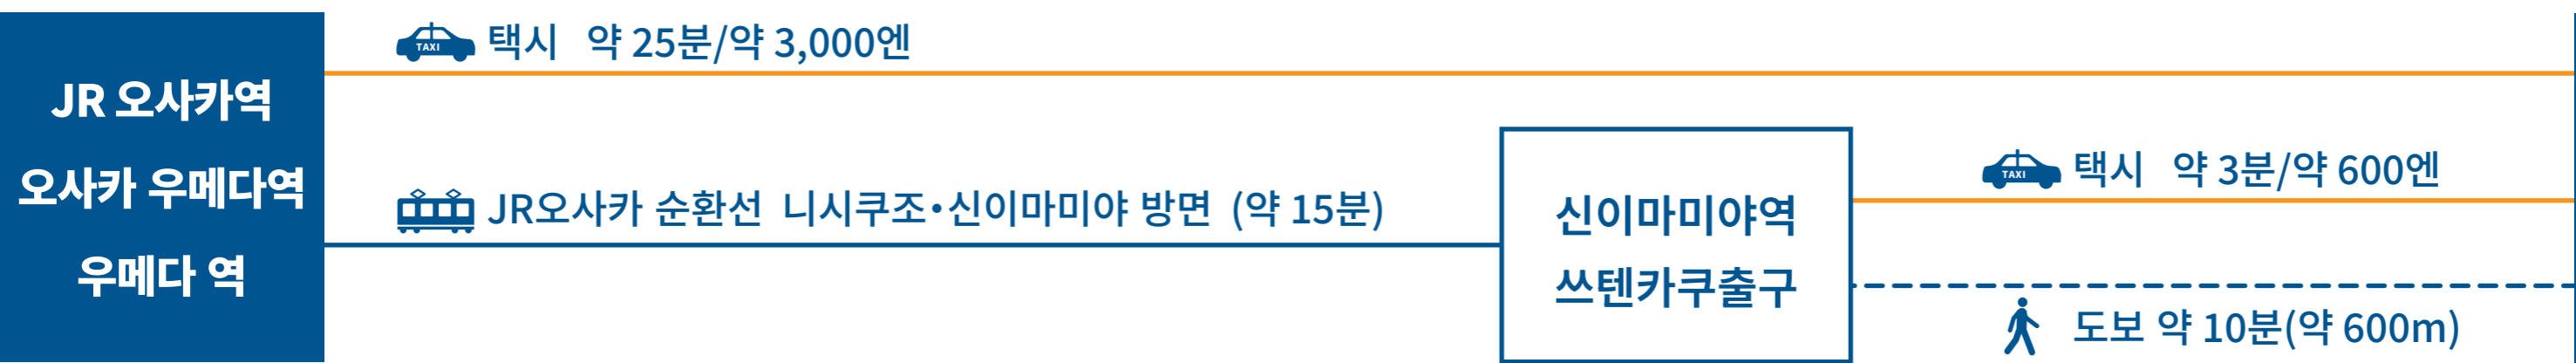 JR 오사카역
오사카 우메다역
우메다 역
TAXI 택시 약 25분/약 3,000엔
JR오사카 순환선 니시쿠조•신이마미야 방면 (약 15분)
신이마미야역
쓰텐카쿠출구
TAXI 택시 약 3분/약 600엔
도보 약 10분(약 600m)